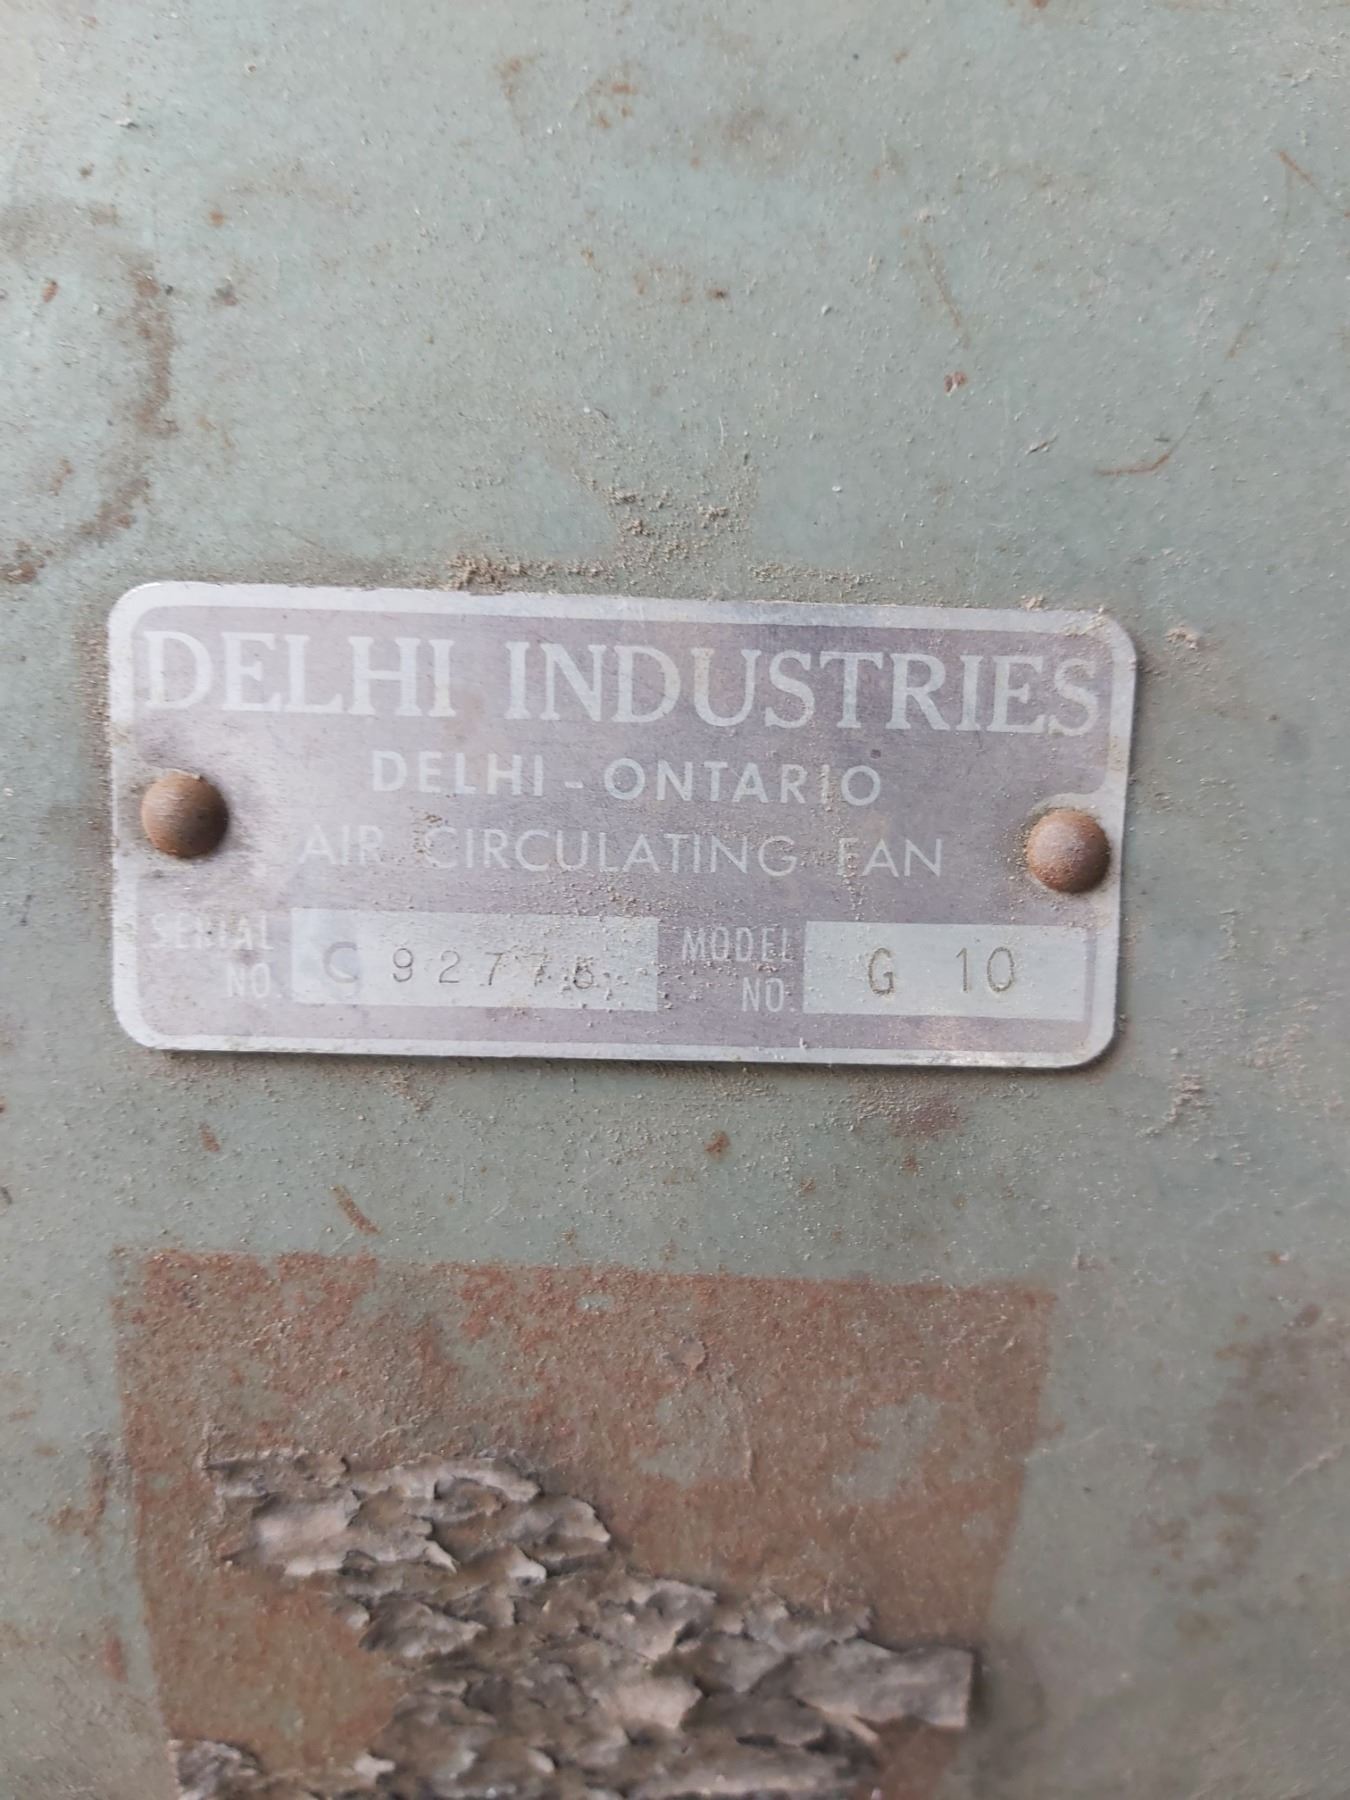 DELHI INDUSTRIES
DELHI - ONTARIO
AIR CIRCULATING FAN
SERIAL NO. MODEL NO. G 10